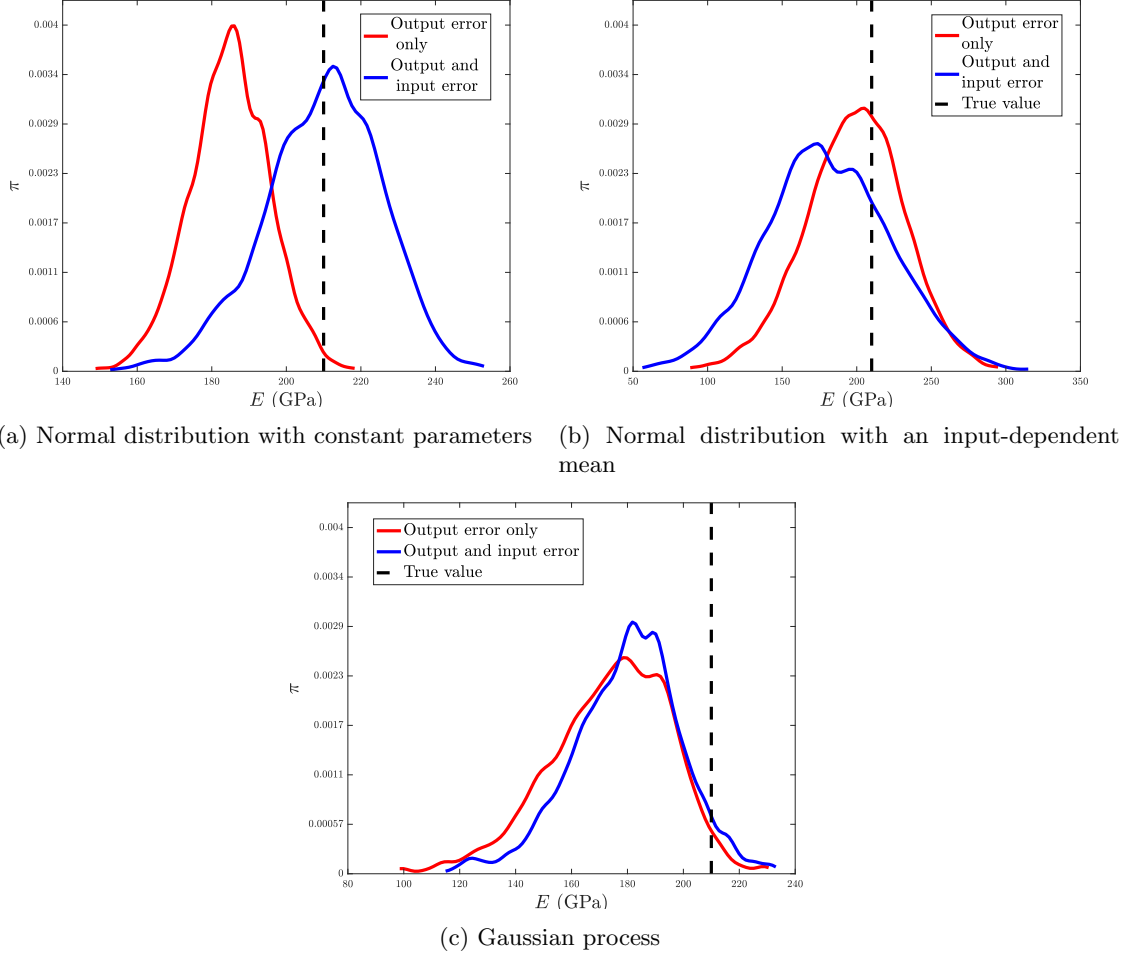 0.004
0.0034
0.0029
0.0023
0.0017
0.0011
0.0006
0
π
140 160 180 200 220 240 260
E (GPa)
Output error
only
Output and
input error
(a) Normal distribution with constant parameters
0.004
0.0034
0.0029
0.0023
0.0017
0.0011
0.0006
0
π
50 100 150 200 250 300 350
E (GPa)
Output error
only
Output and
input error
True value
(b) Normal distribution with an input-dependent
mean
0.004
0.0034
0.0029
0.0023
0.0017
0.0011
0.00057
0
π
80 100 120 140 160 180 200 220 240
E (GPa)
Output error only
Output and input error
True value
(c) Gaussian process